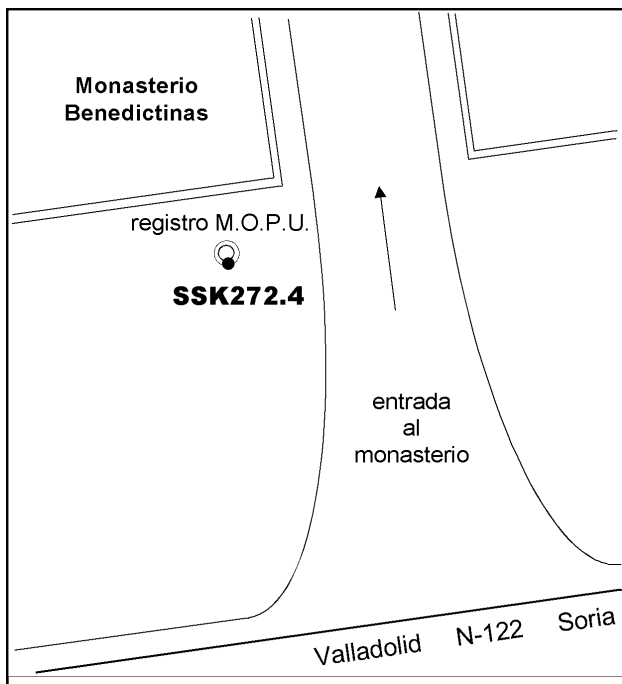 Monasterio
Benedictinas
registro M.O.P.U.
SSK272.4
entrada
al
monasterio
Valladolid N-122 Soria